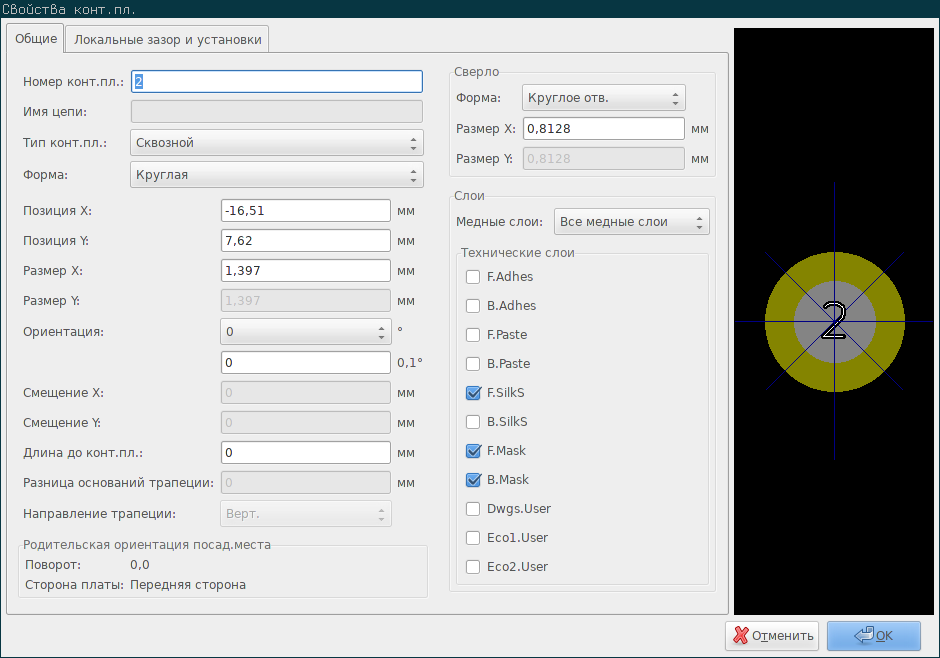 Свойства конт.пл.
Общие
Локальные зазор и установки
Номер конт.пл.: 2
Имя цепи:
Тип конт.пл.: Сквозной
Форма: Круглая
Позиция X: -16,51 мм
Позиция Y: 7,62 мм
Размер X: 1,397 мм
Размер Y: 1,397 мм
Ориентация: 0 °
0 0,1°
Смещение X: 0 мм
Смещение Y: 0 мм
Длина до конт.пл.: 0 мм
Разница оснований трапеции: 0 мм
Направление трапеции: Верт.
Родительская ориентация посад.места
Поворот: 0,0
Сторона платы: Передняя сторона
Сверло
Форма: Круглое отв.
Размер X: 0,8128 мм
Размер Y: 0,8128 мм
Слои
Медные слои: Все медные слои
Технические слои
F.Adhes
B.Adhes
F.Paste
B.Paste
F.SilkS
B.SilkS
F.Mask
B.Mask
Dwgs.User
Eco1.User
Eco2.User
2
Отменить
OK